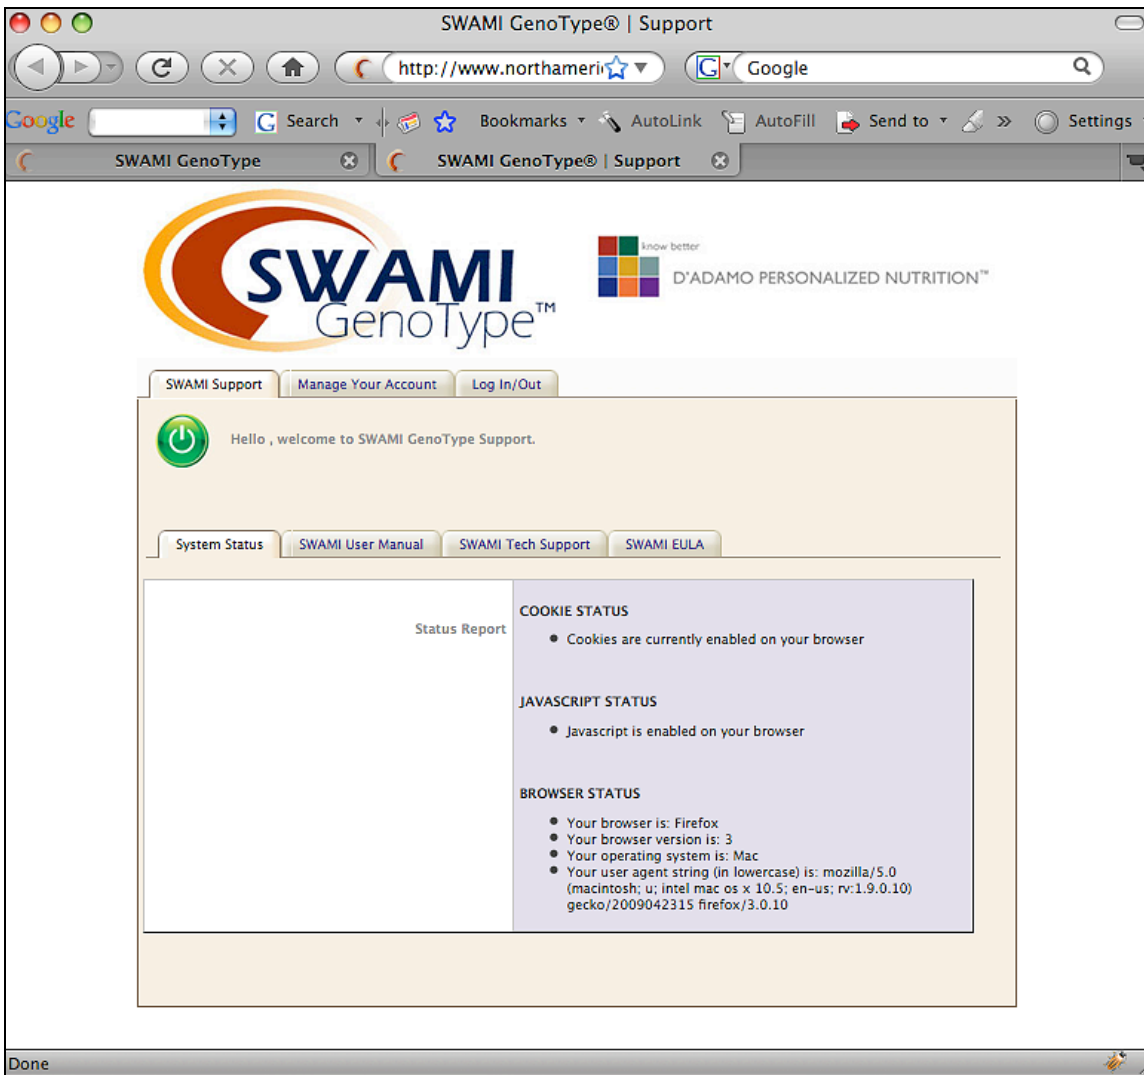 SWAMI GenoType® | Support
http://www.northameri
G Google
Google G Search Bookmarks AutoLink AutoFill Send to » Settings
SWAMI GenoType SWAMI GenoType® | Support
SWAMI
GenoType™
know better
D'ADAMO PERSONALIZED NUTRITION™
SWAMI Support Manage Your Account Log In/Out
Hello , welcome to SWAMI GenoType Support.
System Status SWAMI User Manual SWAMI Tech Support SWAMI EULA
Status Report
COOKIE STATUS
• Cookies are currently enabled on your browser
JAVASCRIPT STATUS
• Javascript is enabled on your browser
BROWSER STATUS
• Your browser is: Firefox
• Your browser version is: 3
• Your operating system is: Mac
• Your user agent string (in lowercase) is: mozilla/5.0
(macintosh; u; intel mac os x 10.5; en-us; rv:1.9.0.10)
gecko/2009042315 firefox/3.0.10
Done